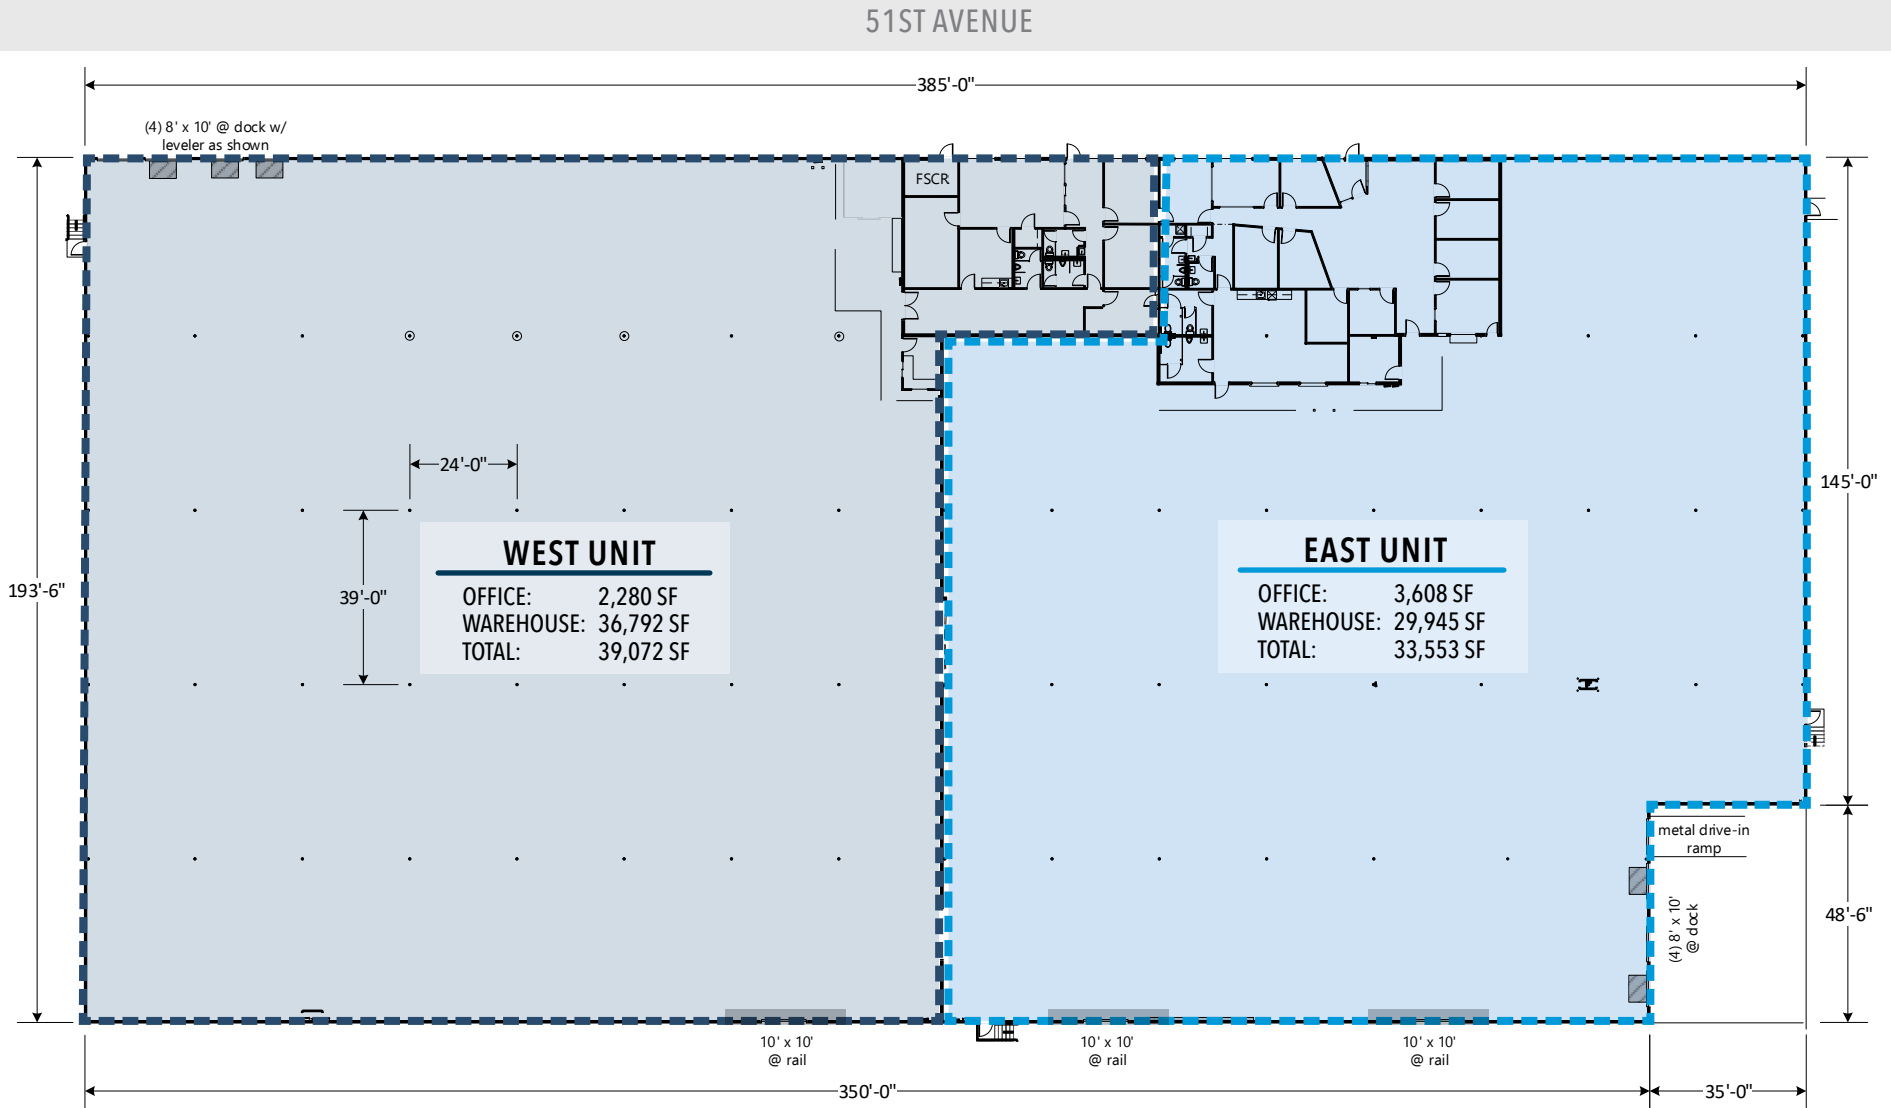 51ST AVENUE
385'-0"
(4) 8' x 10' @ dock w/
leveler as shown
FSCR
24'-0"
39'-0"
193'-6"
145'-0"
WEST UNIT
OFFICE: 2,280 SF
WAREHOUSE: 36,792 SF
TOTAL: 39,072 SF
EAST UNIT
OFFICE: 3,608 SF
WAREHOUSE: 29,945 SF
TOTAL: 33,553 SF
metal drive-in
ramp
(4) 8' x 10'
@ dock
48'-6"
10' x 10'
@ rail
10' x 10'
@ rail
10' x 10'
@ rail
350'-0"
35'-0"